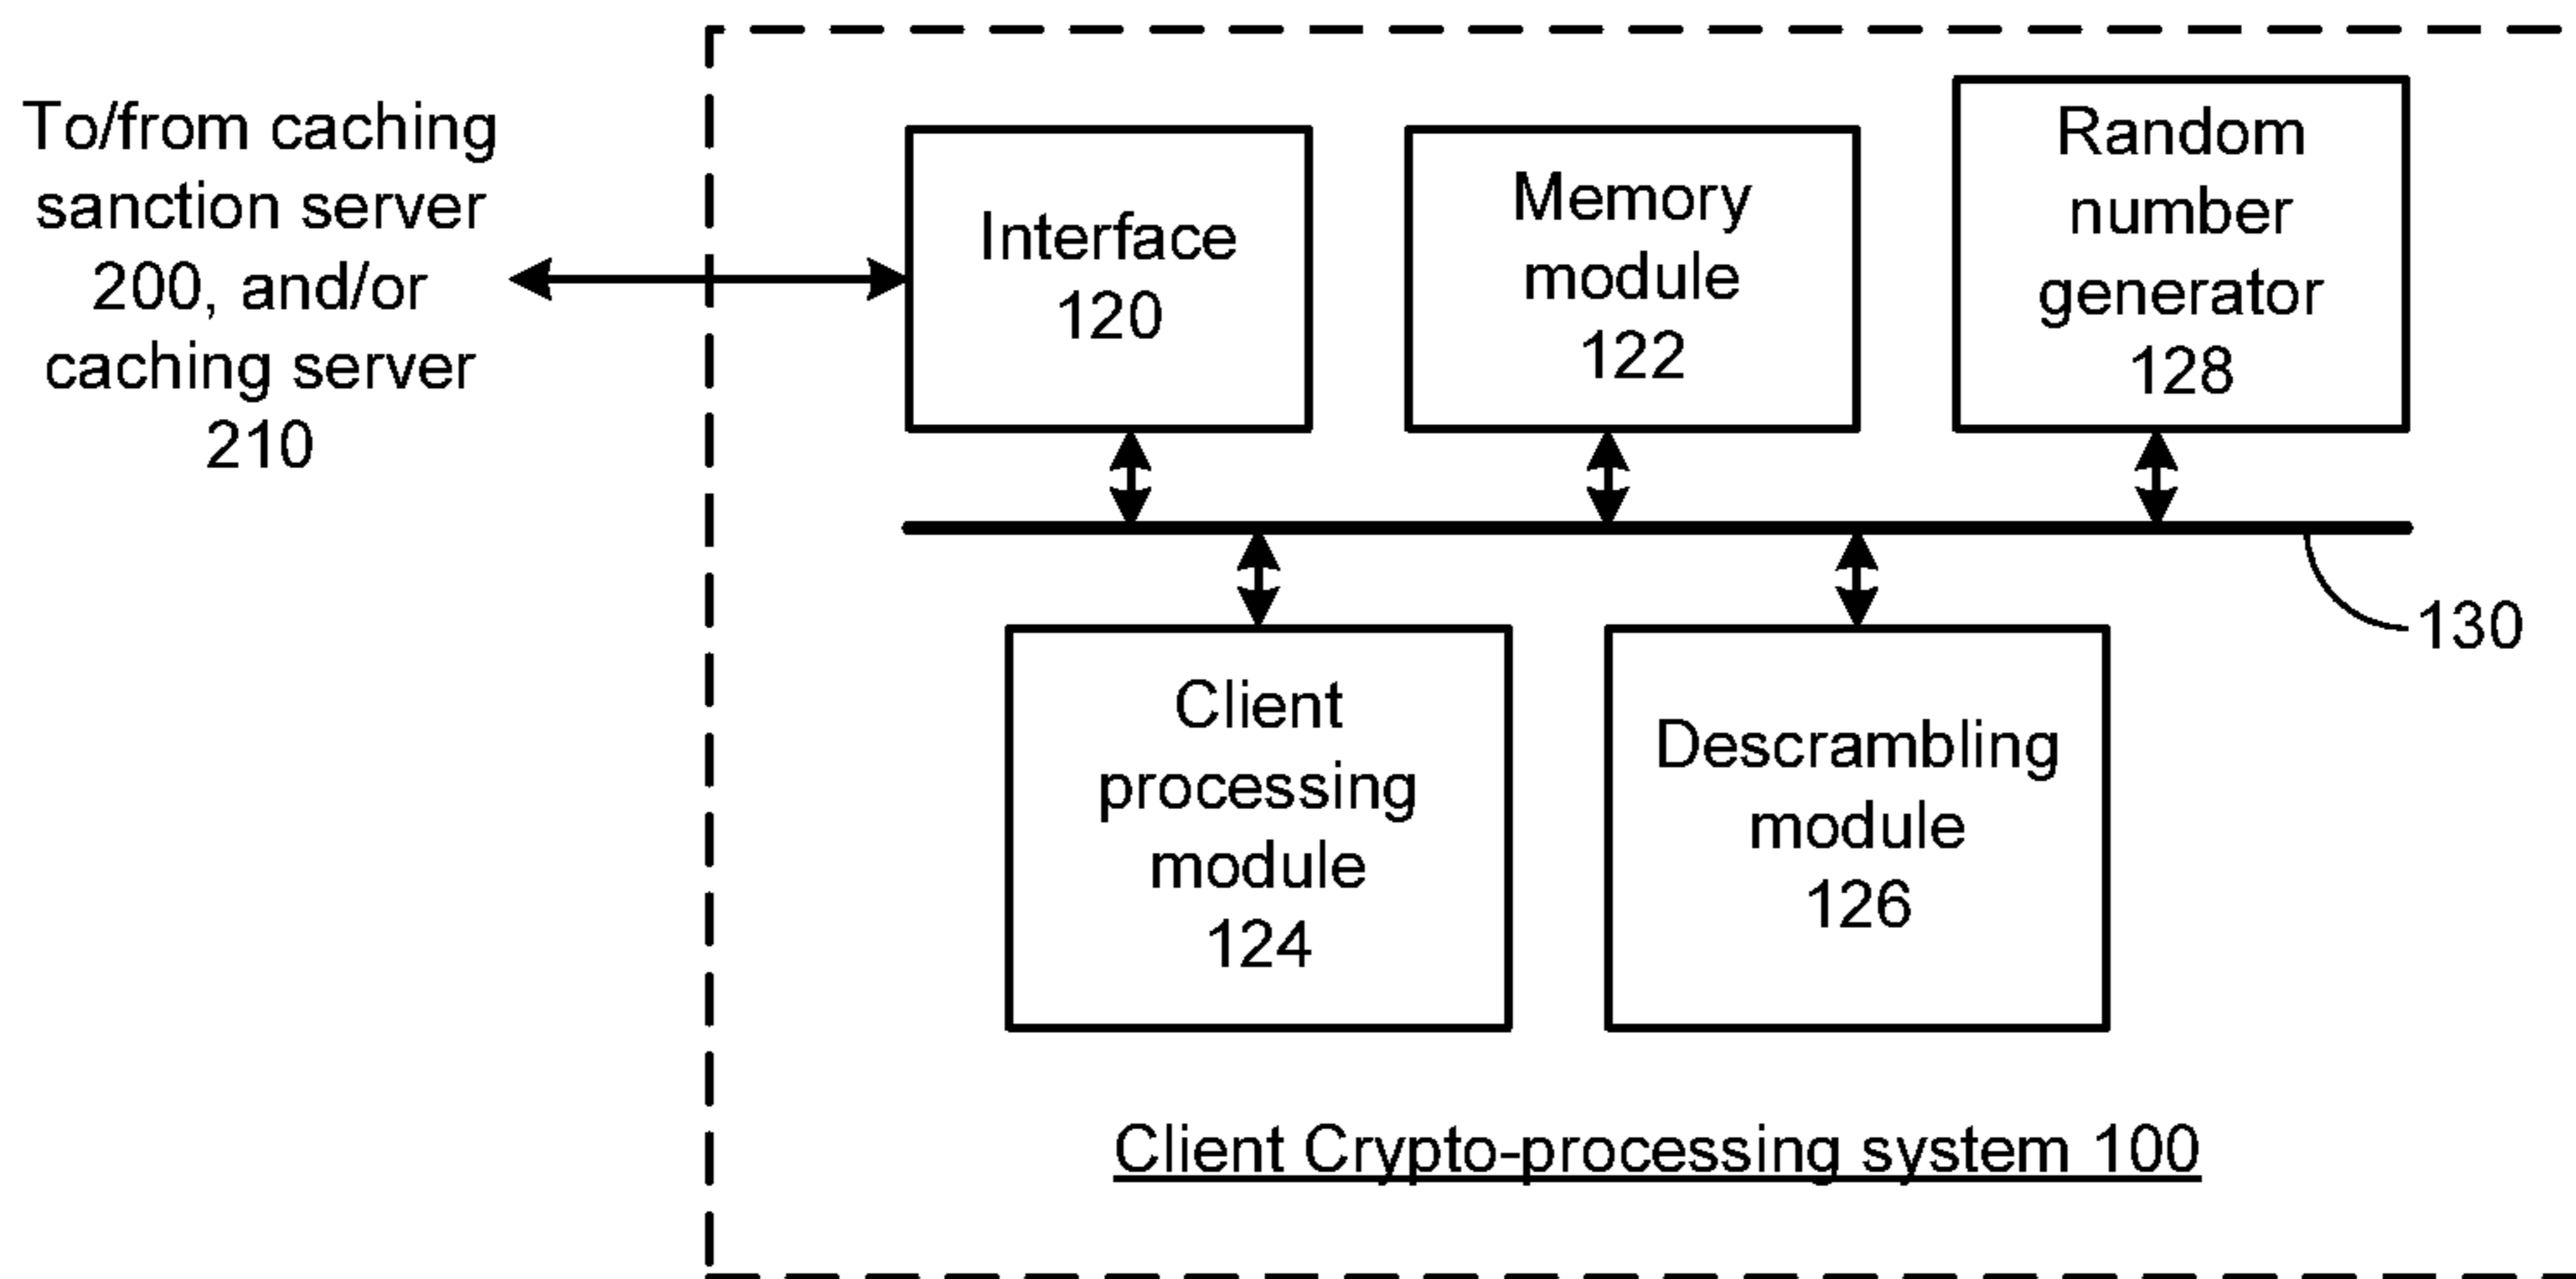 To/from caching
sanction server
200, and/or
caching server
210
Interface
120
Memory
module
122
Random
number
generator
128
130
Client
processing
module
124
Descrambling
module
126
Client Crypto-processing system 100